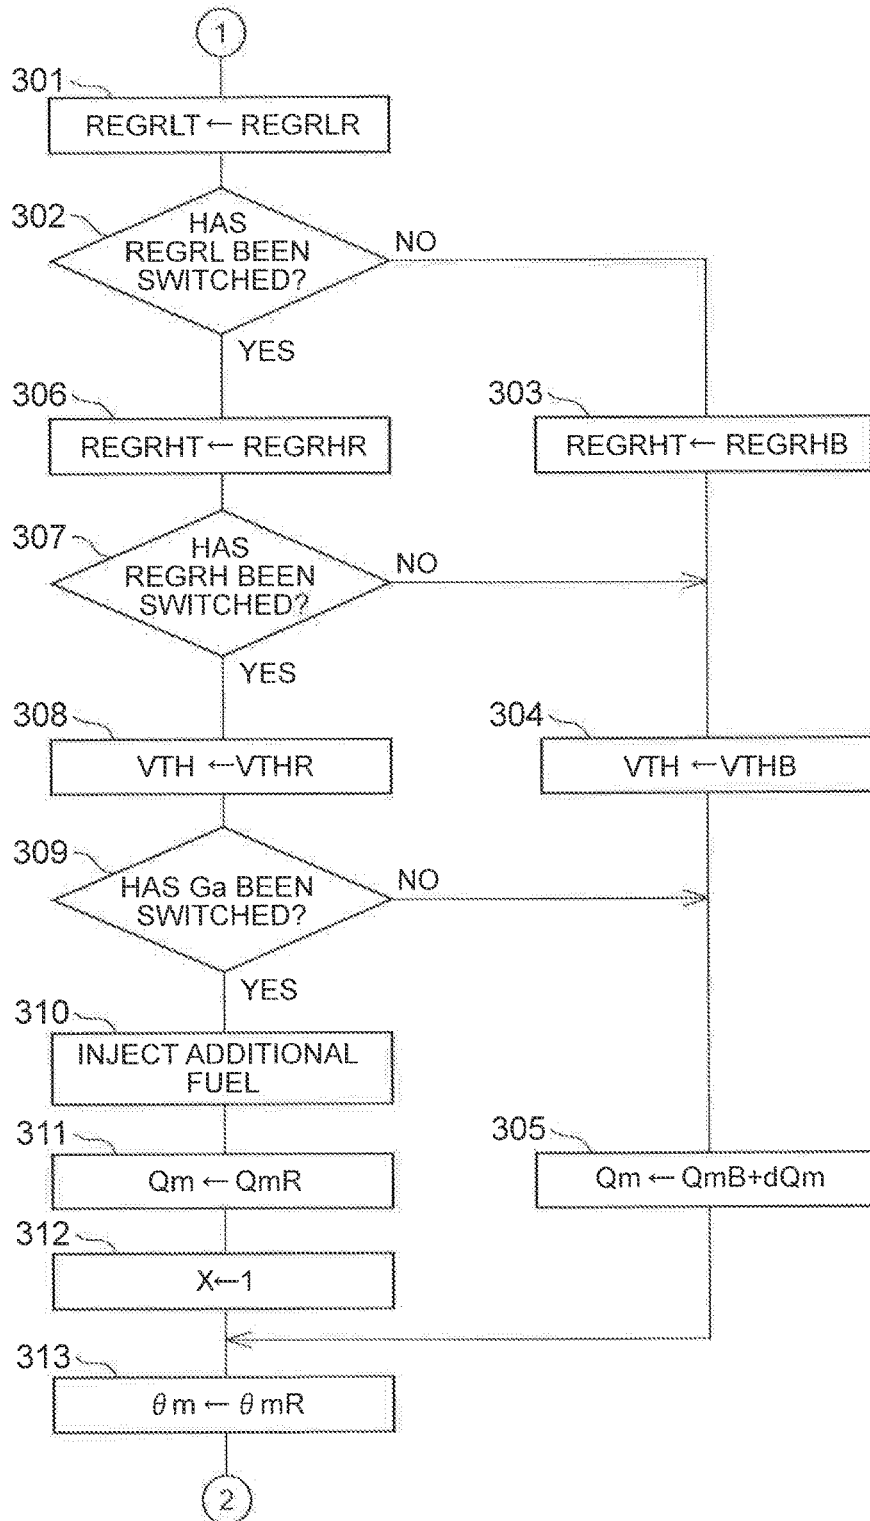 1
301
REGRLT ← REGRLR
302
HAS
REGRL BEEN
SWITCHED?
NO
YES
306
REGRHT ← REGRHR
303
REGRHT ← REGRHB
307
HAS
REGRH BEEN
SWITCHED?
NO
YES
308
VTH ←VTHR
304
VTH ←VTHB
309
HAS Ga BEEN
SWITCHED?
NO
YES
310
INJECT ADDITIONAL
FUEL
311
Qm ← QmR
305
Qm ← QmB+dQm
312
X←1
313
θm ← θmR
2